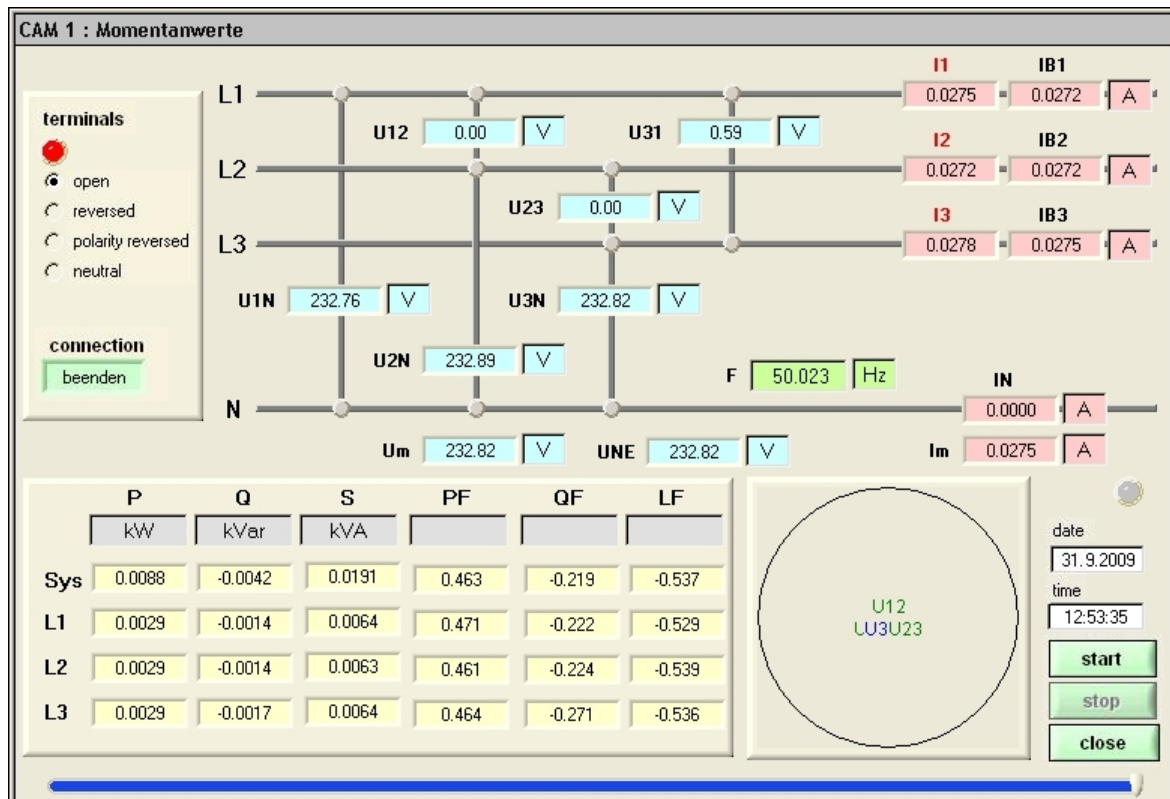 CAM 1 : Momentanwerte
terminals
open
reversed
polarity reversed
neutral
connection
beenden
L1
I1 IB1
0.0275 0.0272 A
U12 0.00 V U31 0.59 V
L2
I2 IB2
0.0272 0.0272 A
U23 0.00 V
L3
I3 IB3
0.0278 0.0275 A
U1N 232.76 V U3N 232.82 V
U2N 232.89 V
F 50.023 Hz
N
IN
0.0000 A
Um 232.82 V UNE 232.82 V Im 0.0275 A
P Q S PF QF LF
kW kVar kVA
Sys 0.0088 -0.0042 0.0191 0.463 -0.219 -0.537
L1 0.0029 -0.0014 0.0064 0.471 -0.222 -0.529
L2 0.0029 -0.0014 0.0063 0.461 -0.224 -0.539
L3 0.0029 -0.0017 0.0064 0.464 -0.271 -0.536
U12
U3U23
date
31.9.2009
time
12:53:35
start
stop
close